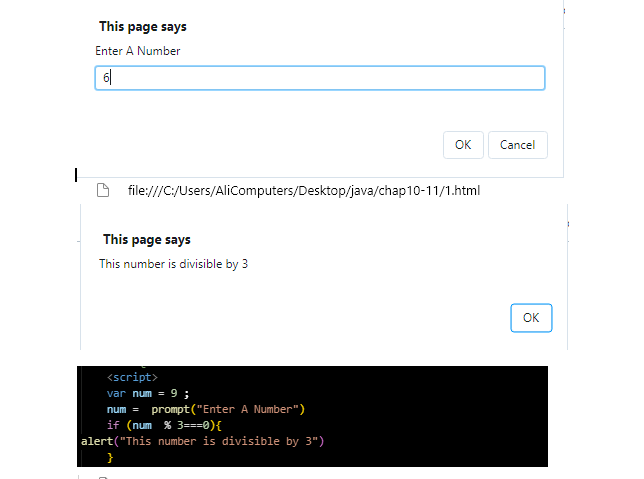 This page says
Enter A Number
6
OK Cancel
file:///C:/Users/AliComputers/Desktop/java/chap10-11/1.html
This page says
This number is divisible by 3
OK
<script>
var num = 9 ;
num =  prompt("Enter A Number")
if (num  % 3===0){
alert("This number is divisible by 3")
}